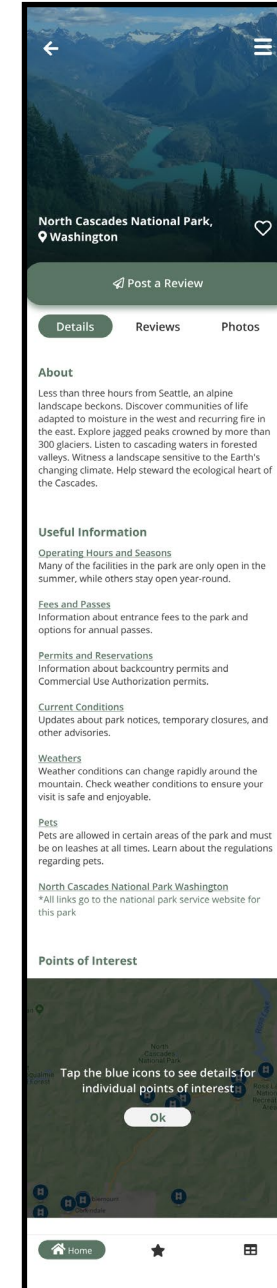 North Cascades National Park,
Washington
Post a Review
Details Reviews Photos
About
Less than three hours from Seattle, an alpine
landscape beckons. Discover communities of life
adapted to moisture in the west and recurring fire in
the east. Explore jagged peaks crowned by more than
300 glaciers. Listen to cascading waters in forested
valleys. Witness a landscape sensitive to the Earth's
changing climate. Help steward the ecological heart of
the Cascades.
Useful Information
Operating Hours and Seasons
Many of the facilities in the park are only open in the
summer, while others stay open year-round.
Fees and Passes
Information about entrance fees to the park and
options for annual passes.
Permits and Reservations
Information about backcountry permits and
Commercial Use Authorization permits.
Current Conditions
Updates about park notices, temporary closures, and
other advisories.
Weathers
Weather conditions can change rapidly around the
mountain. Check weather conditions to ensure your
visit is safe and enjoyable.
Pets
Pets are allowed in certain areas of the park and must
be on leashes at all times. Learn about the regulations
regarding pets.
North Cascades National Park Washington
*All links go to the national park service website for
this park
Points of Interest
North
Cascades
National Park
Tap the blue icons to see details for
individual points of interest
Ok
Home